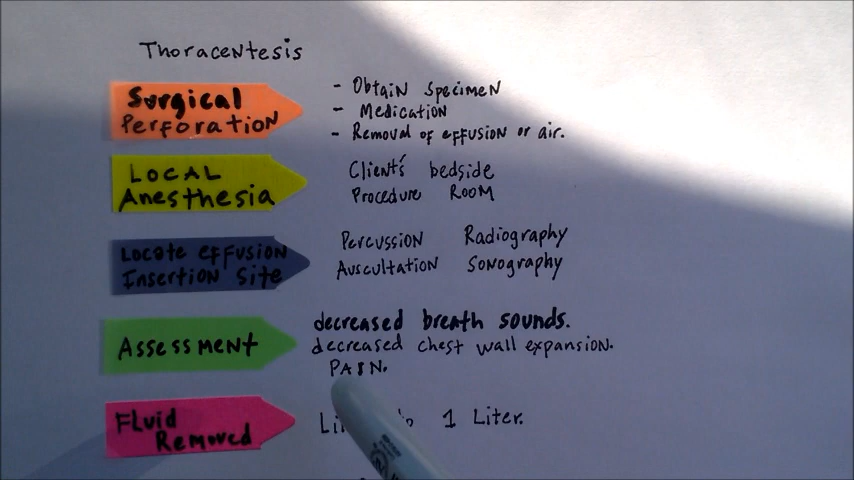 Thoracentesis
Surgical
Perforation
- Obtain specimen
- Medication
- Removal of effusion or air.
Local
Anesthesia
Client's bedside
Procedure Room
Locate effusion
Insertion Site
Percussion Radiography
Auscultation Sonography
Assessment
decreased breath sounds.
decreased chest wall expansion.
PAIN.
Fluid
Removed
1 Liter.